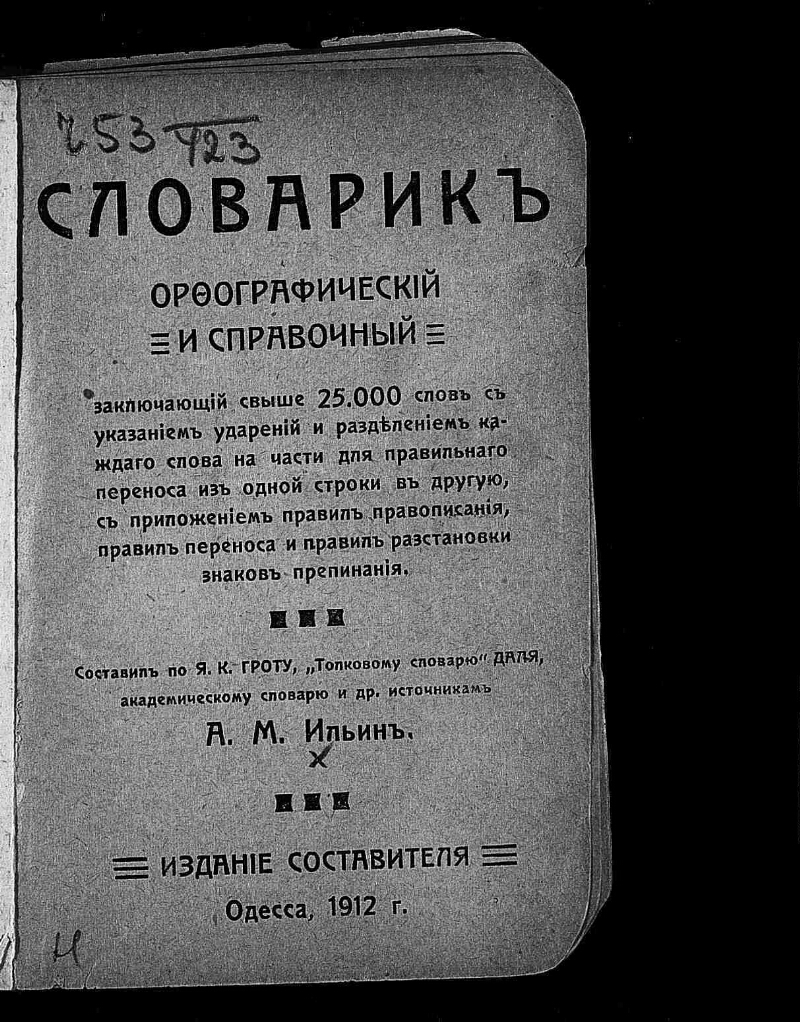 253 423
СЛОВАРИКЪ
ОРѲОГРАФИЧЕСКІЙ
И СПРАВОЧНЫЙ
заключающій свыше 25.000 словъ съ
указаніемъ удареній и раздѣленіемъ ка-
ждаго слова на части для правильнаго
переноса изъ одной строки въ другую,
съ приложеніемъ правилъ правописанія,
правилъ переноса и правилъ разстановки
знаковъ препинанія.
Составилъ по Я. К. ГРОТУ, „Толковому словарю“ ДАЛЯ,
академическому словарю и др. источникамъ
А. М. Ильинъ.
ИЗДАНІЕ СОСТАВИТЕЛЯ
Одесса, 1912 г.